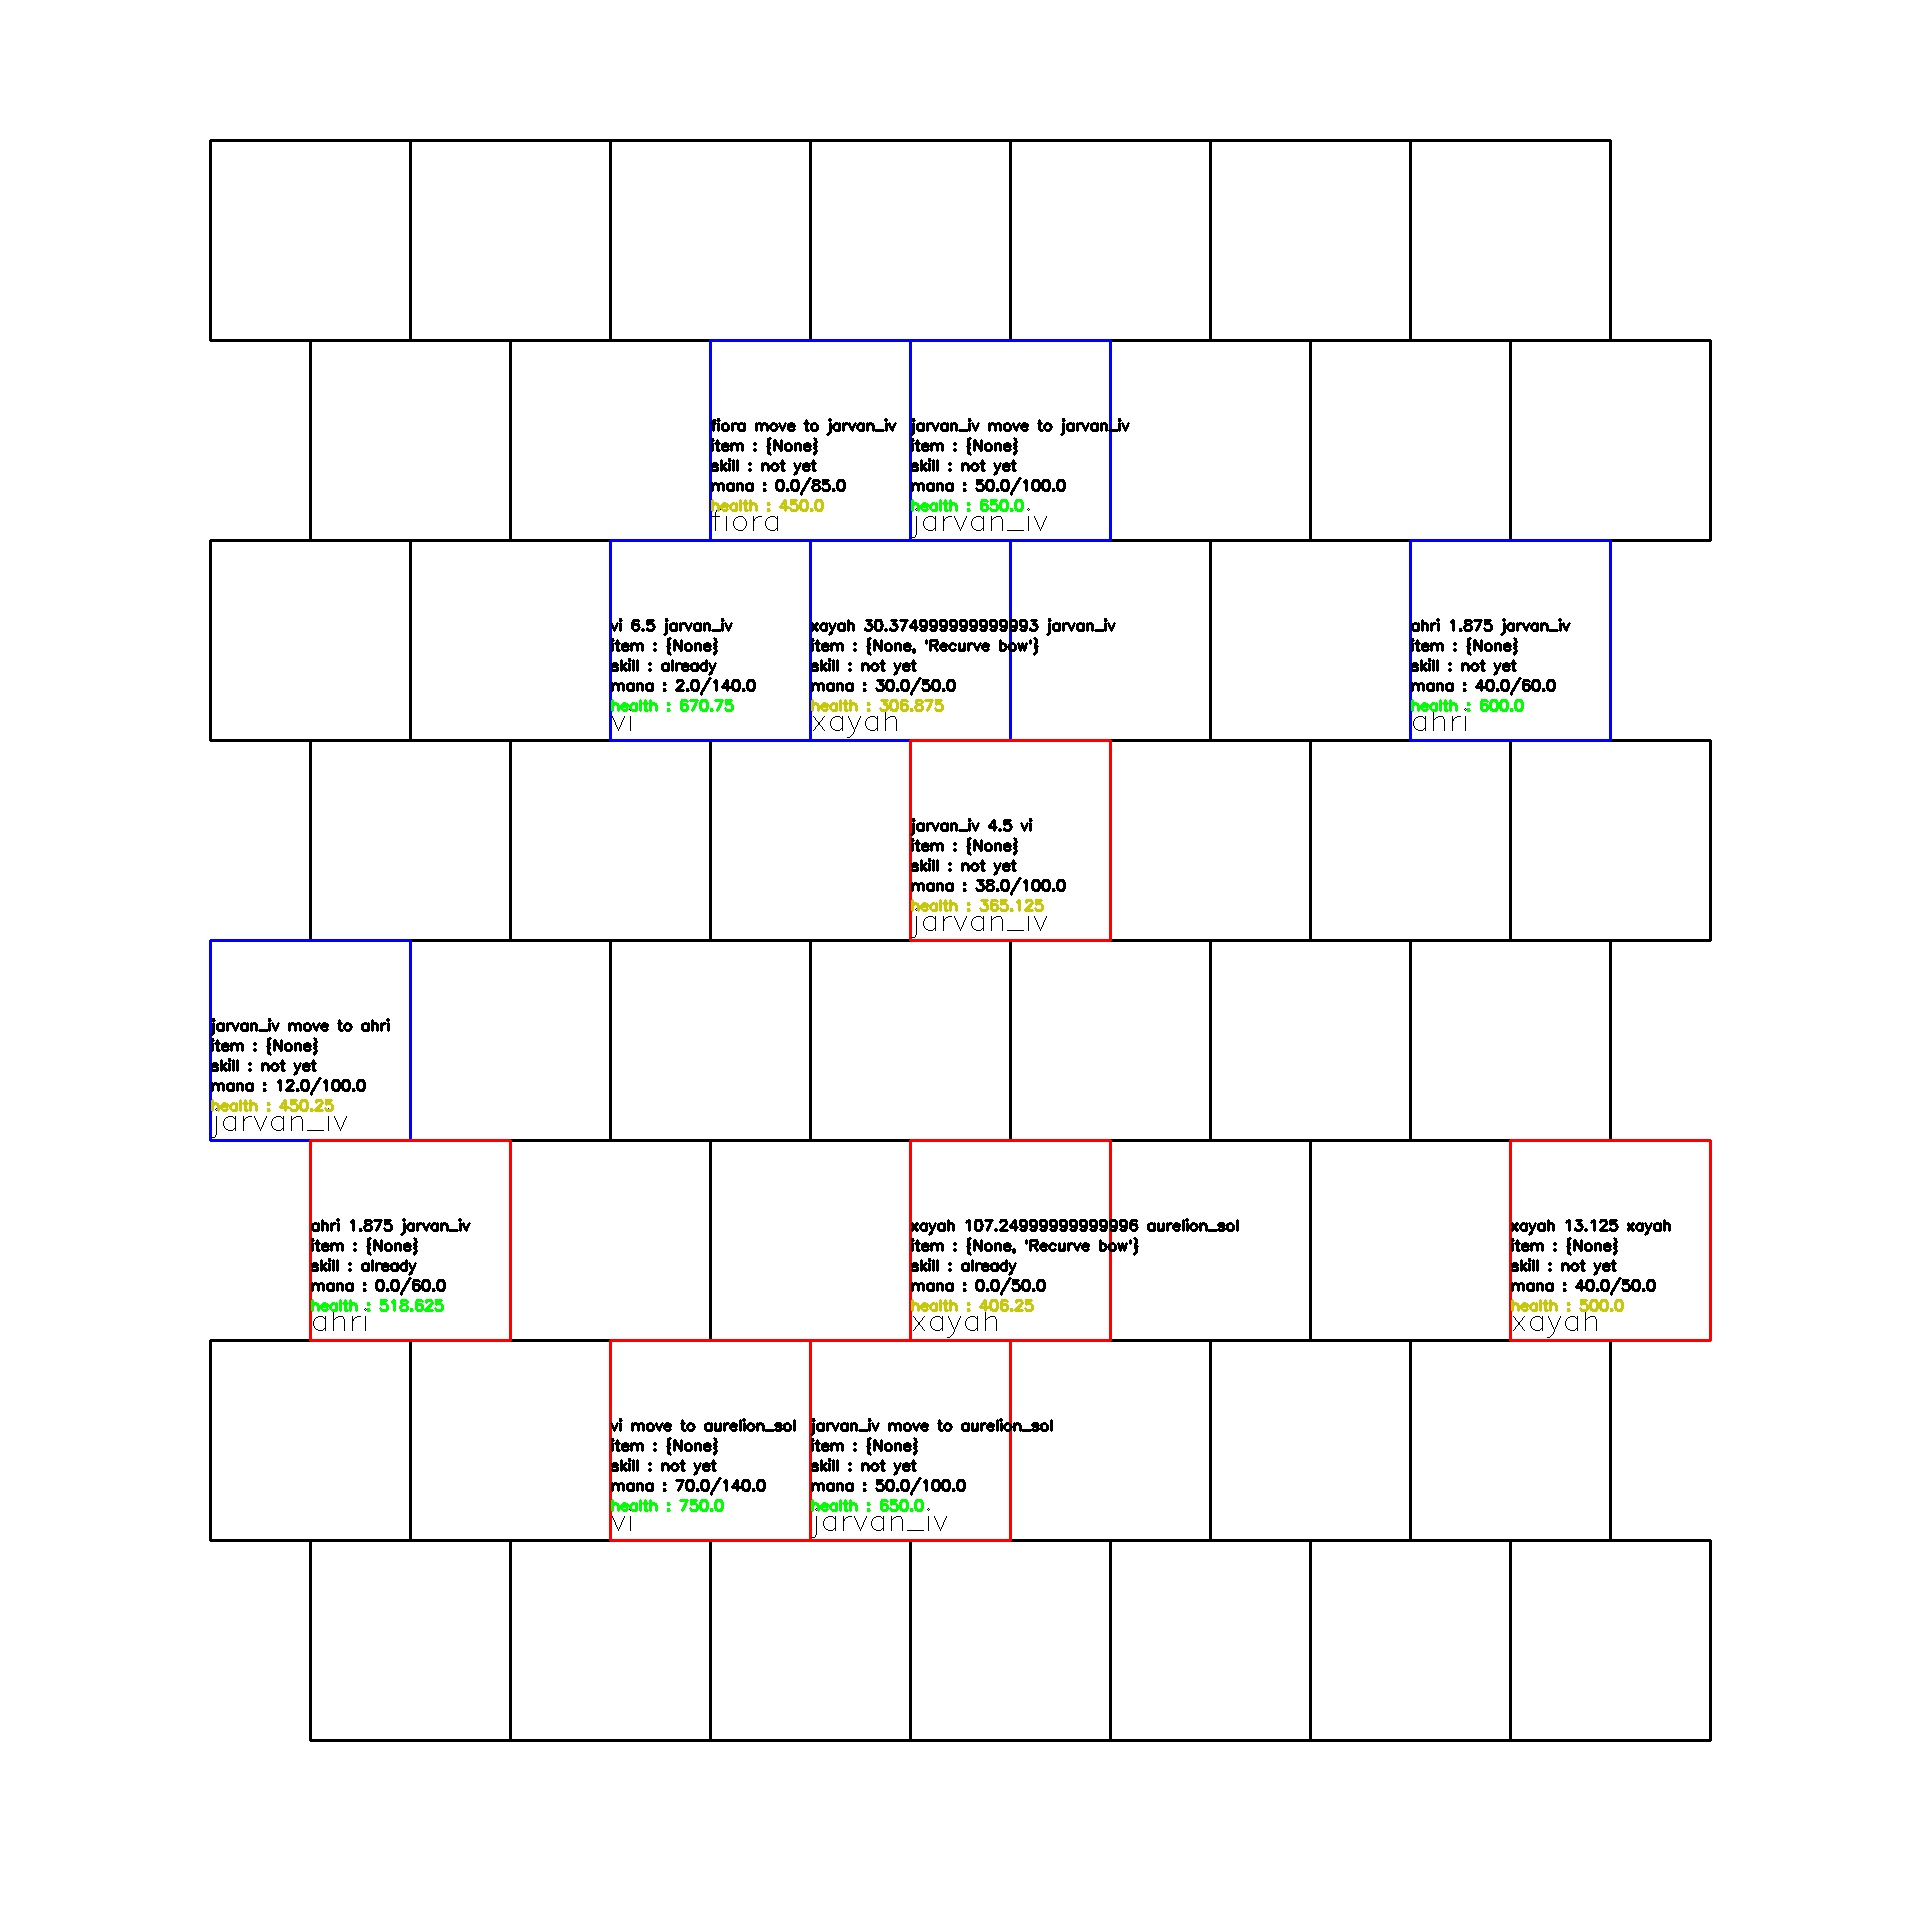 fiora move to jarvan_iv
item : {None}
skill : not yet
mana : 0.0/85.0
health : 450.0
fiora
jarvan_iv move to jarvan_iv
item : {None}
skill : not yet
mana : 50.0/100.0
health : 650.0
jarvan_iv
vi 6.5 jarvan_iv
item : {None}
skill : already
mana : 2.0/140.0
health : 670.75
vi
xayah 30.374999999999993 jarvan_iv
item : {None, 'Recurve bow'}
skill : not yet
mana : 30.0/50.0
health : 306.875
xayah
ahri 1.875 jarvan_iv
item : {None}
skill : not yet
mana : 40.0/60.0
health : 600.0
ahri
jarvan_iv 4.5 vi
item : {None}
skill : not yet
mana : 38.0/100.0
health : 365.125
jarvan_iv
jarvan_iv move to ahri
item : {None}
skill : not yet
mana : 12.0/100.0
health : 450.25
jarvan_iv
ahri 1.875 jarvan_iv
item : {None}
skill : already
mana : 0.0/60.0
health : 518.625
ahri
xayah 107.24999999999996 aurelion_sol
item : {None, 'Recurve bow'}
skill : already
mana : 0.0/50.0
health : 406.25
xayah
xayah 13.125 xayah
item : {None}
skill : not yet
mana : 40.0/50.0
health : 500.0
xayah
vi move to aurelion_sol
item : {None}
skill : not yet
mana : 70.0/140.0
health : 750.0
vi
jarvan_iv move to aurelion_sol
item : {None}
skill : not yet
mana : 50.0/100.0
health : 650.0
jarvan_iv